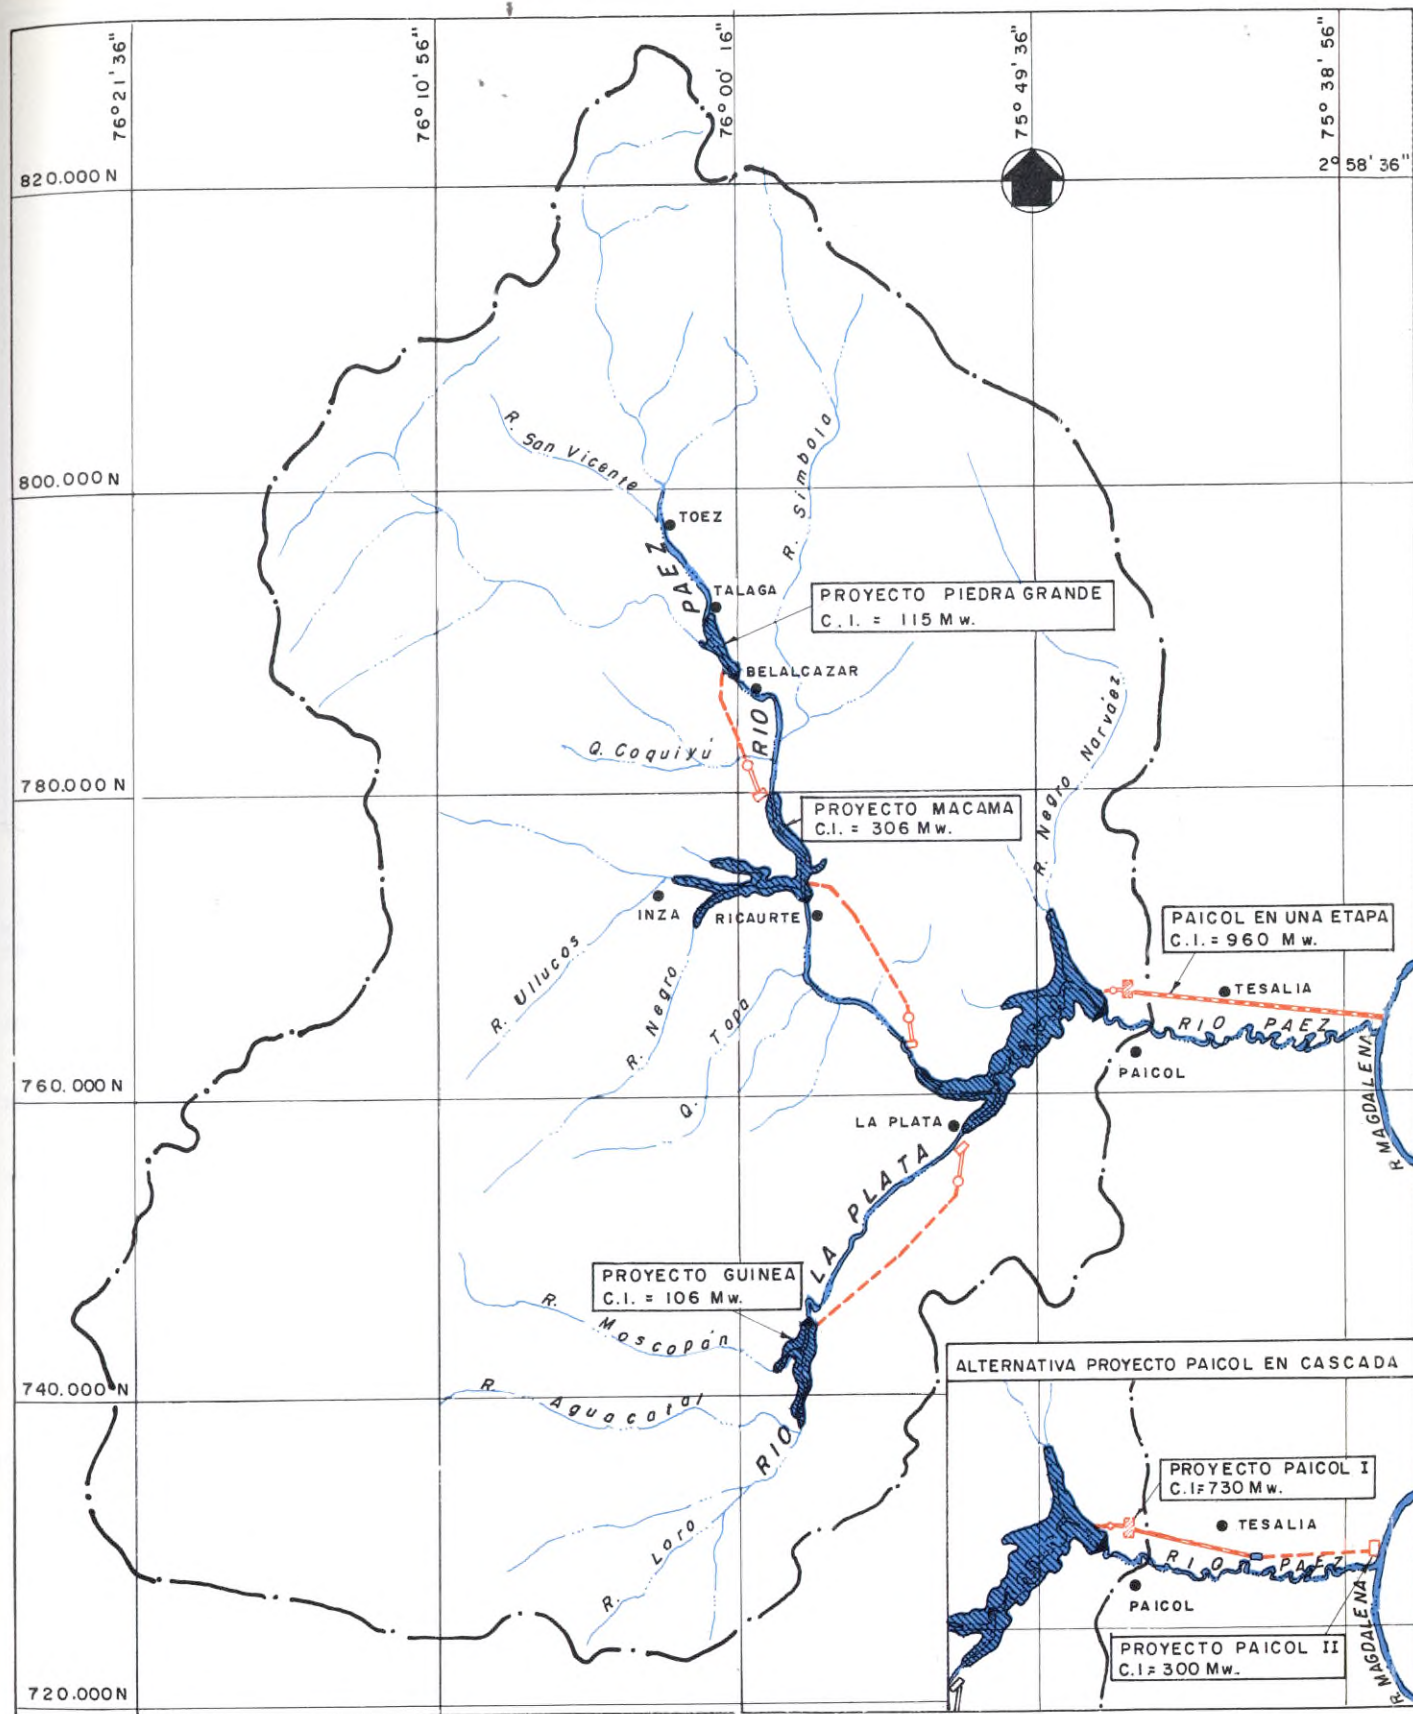 76° 21' 36"
76° 10' 56"
76° 00' 16"
75° 49' 36"
75° 38' 56"
2° 58' 36"
820.000 N
R. San Vicente
R. Simbola
800.000 N
TOEZ
PAEZ
TALAGA
PROYECTO PIEDRA GRANDE
C.I. = 115 Mw.
BELALCAZAR
RIO
R. Negro Narváez
Q. Coquiyú
780.000 N
PROYECTO MACAMA
C.I. = 306 Mw.
INZA
RICAURTE
PAICOL EN UNA ETAPA
C.I. = 960 Mw.
R. Ullucos
R. Negro
Q. Topa
TESALIA
RIO PAEZ
PAICOL
R MAGDALENA
760.000 N
LA PLATA
RIO LA PLATA
PROYECTO GUINEA
C.I. = 106 Mw.
R. Moscopán
740.000 N
R. Aguacatal
R. Loro
720.000N
ALTERNATIVA PROYECTO PAICOL EN CASCADA
PROYECTO PAICOL I
C.I = 730 Mw.
TESALIA
RIO PAEZ
PAICOL
R. MAGDALENA
PROYECTO PAICOL II
C.I = 300 Mw.